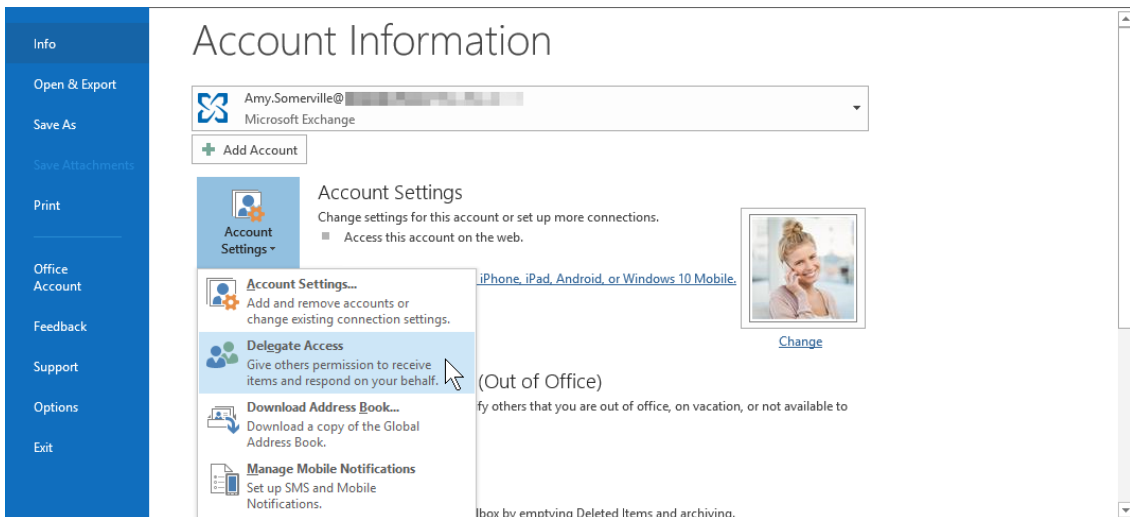 Info
Open & Export
Save As
Save Attachments
Print
Office
Account
Feedback
Support
Options
Exit
Account Information
Amy.Somerville@
Microsoft Exchange
Add Account
Account
Settings
Account Settings
Change settings for this account or set up more connections.
Access this account on the web.
iPhone, iPad, Android, or Windows 10 Mobile.
Change
Account Settings...
Add and remove accounts or
change existing connection settings.
Delegate Access
Give others permission to receive
items and respond on your behalf.
Download Address Book...
Download a copy of the Global
Address Book.
Manage Mobile Notifications
Set up SMS and Mobile
Notifications.
(Out of Office)
fy others that you are out of office, on vacation, or not available to
lbox by emptying Deleted Items and archiving.